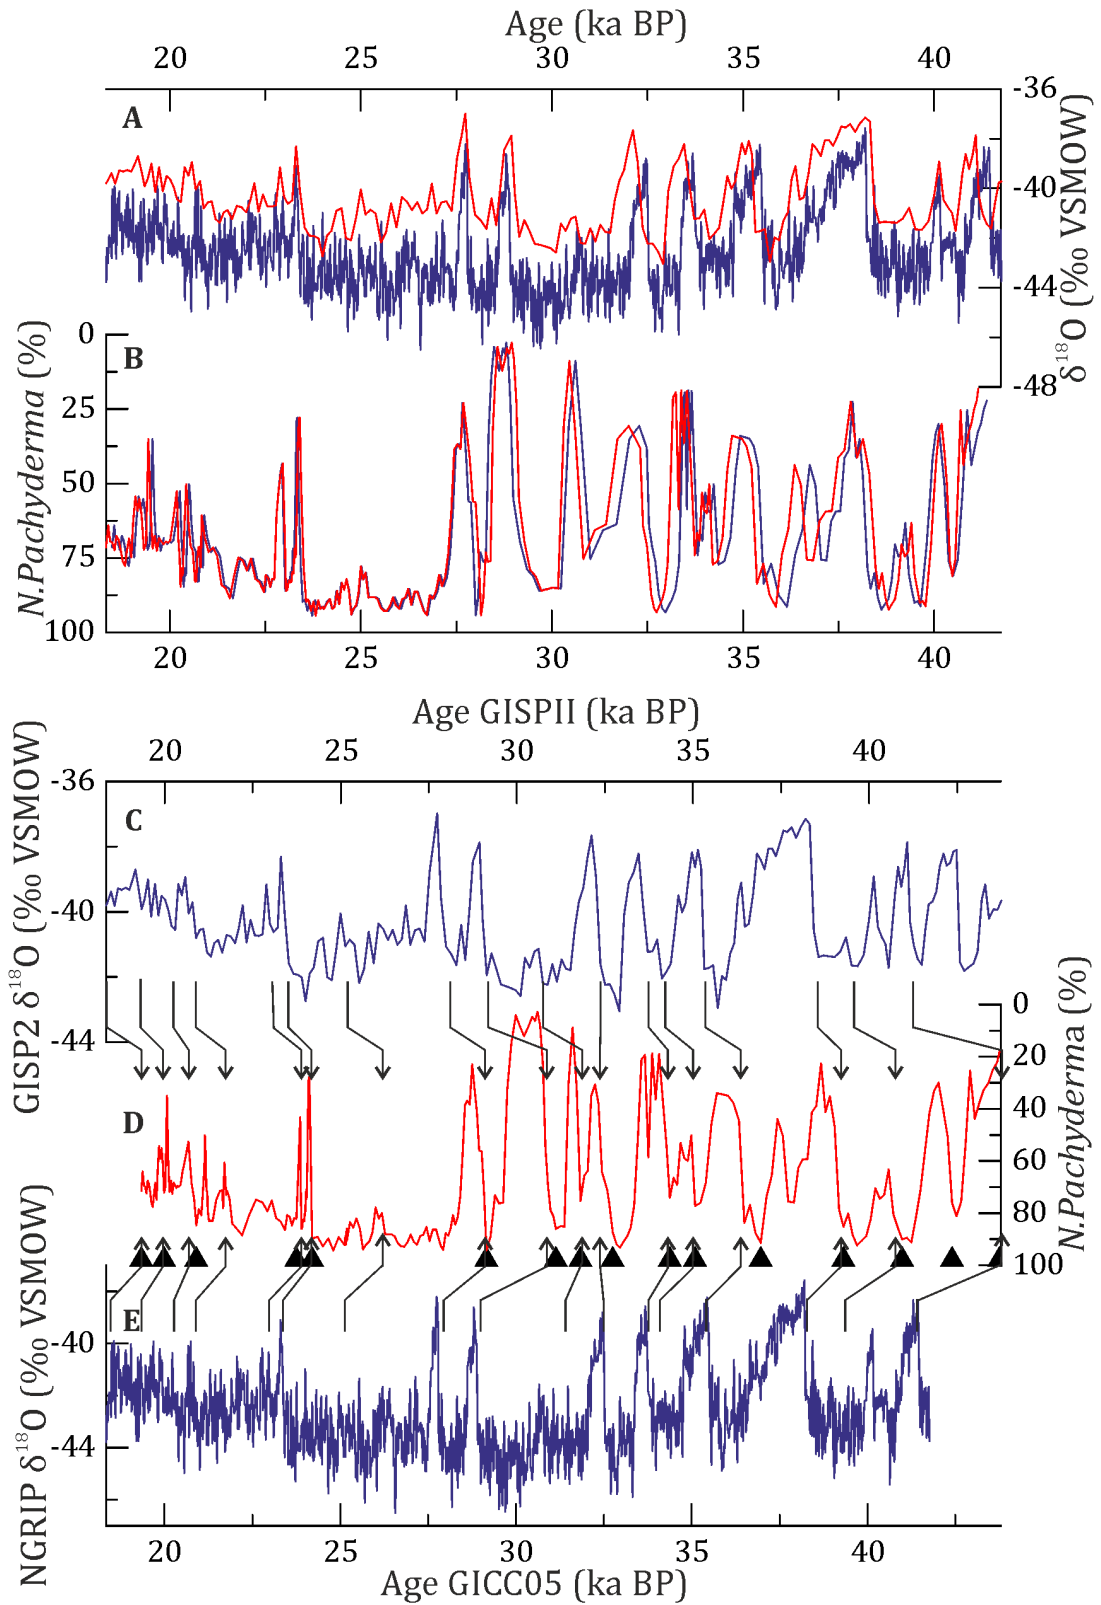 Age (ka BP)
20 25 30 35 40
-36
A
-40
δ¹⁸O (‰ VSMOW)
-44
-48
0
B
25
50
75
100
N.Pachyderma (%)
20 25 30 35 40
Age GISPII (ka BP)
20 25 30 35 40
-36
C
-40
-44
GISP2 δ¹⁸O (‰ VSMOW)
0
20
40
60
80
100
N.Pachyderma (%)
D
E
-40
-44
NGRIP δ¹⁸O (‰ VSMOW)
20 25 30 35 40
Age GICC05 (ka BP)